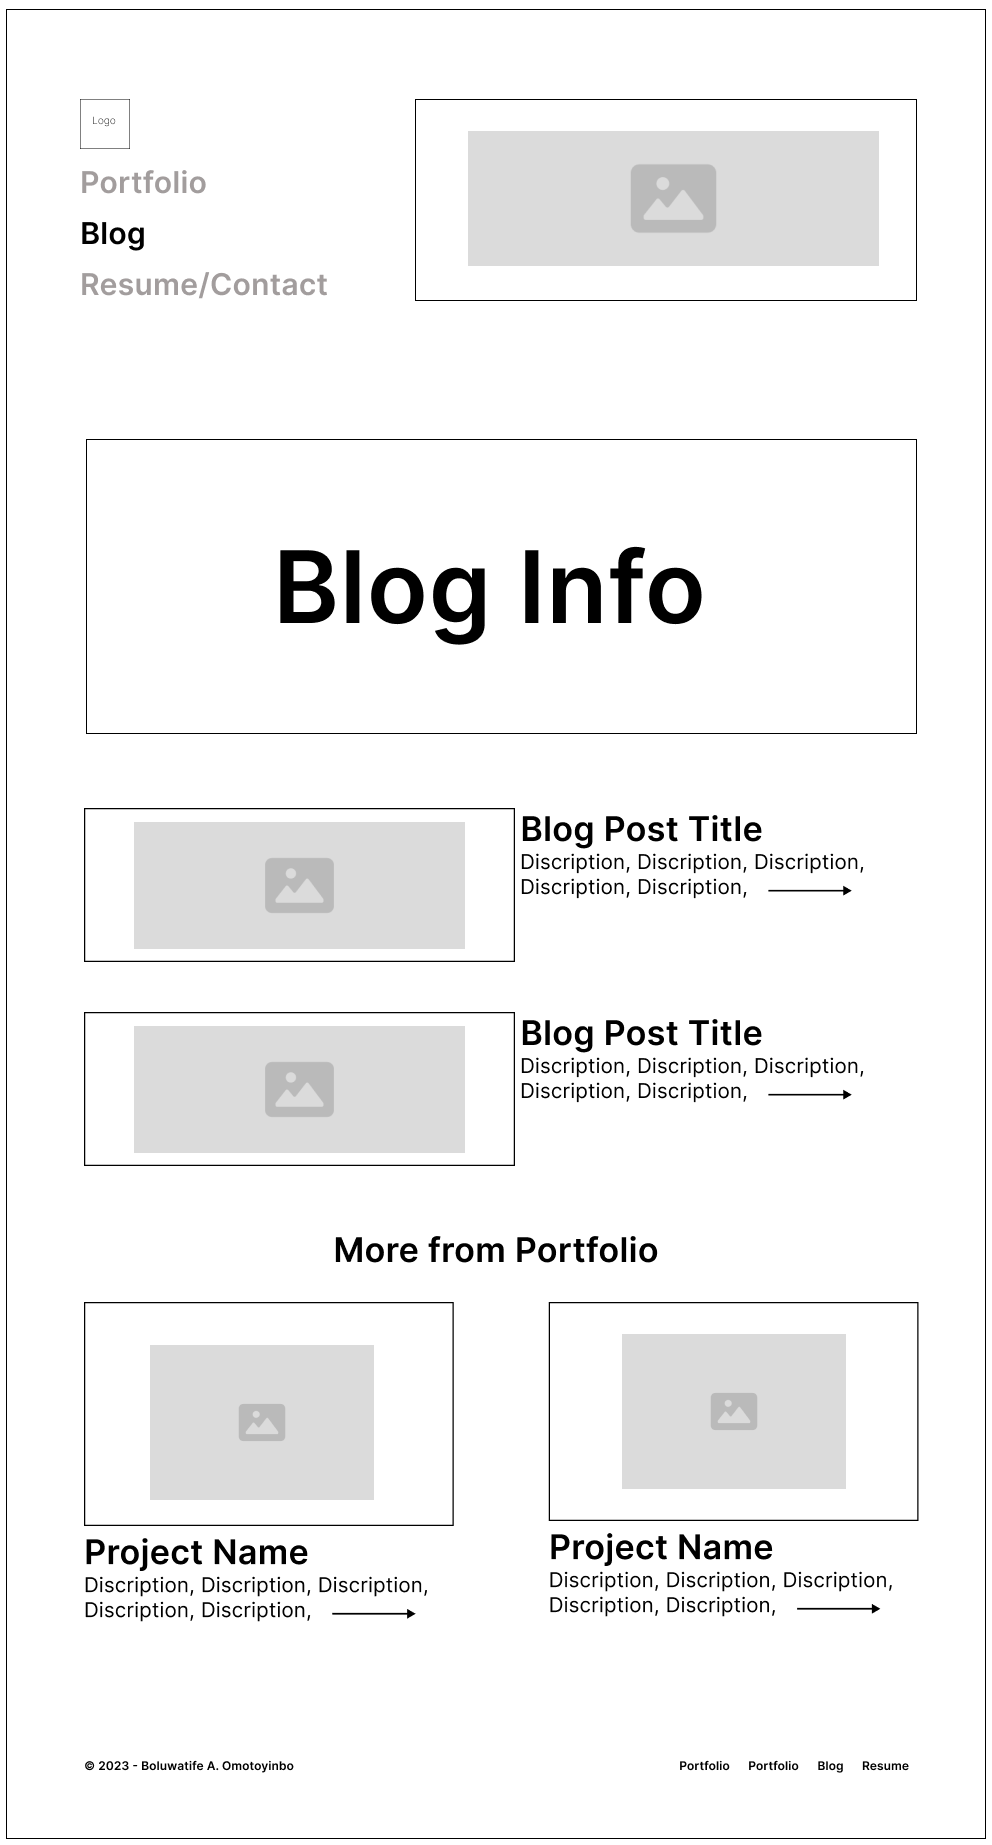 Logo
Portfolio
Blog
Resume/Contact
Blog Info
Blog Post Title
Discription, Discription, Discription,
Discription, Discription,
Blog Post Title
Discription, Discription, Discription,
Discription, Discription,
More from Portfolio
Project Name
Discription, Discription, Discription,
Discription, Discription,
Project Name
Discription, Discription, Discription,
Discription, Discription,
© 2023 - Boluwatife A. Omotoyinbo
Portfolio Portfolio Blog Resume